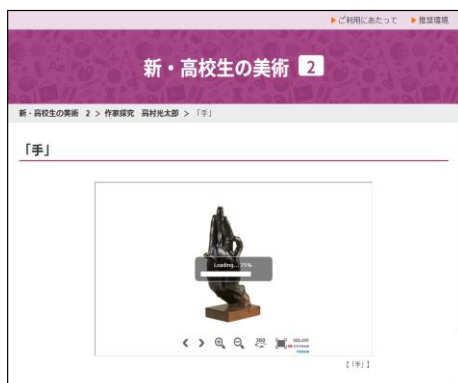 ▶ご利用にあたって ▶推奨環境
新・高校生の美術 2
新・高校生の美術 2 > 作家探究 高村光太郎 > 「手」
「手」
Loading... 75%
360
【「手」】